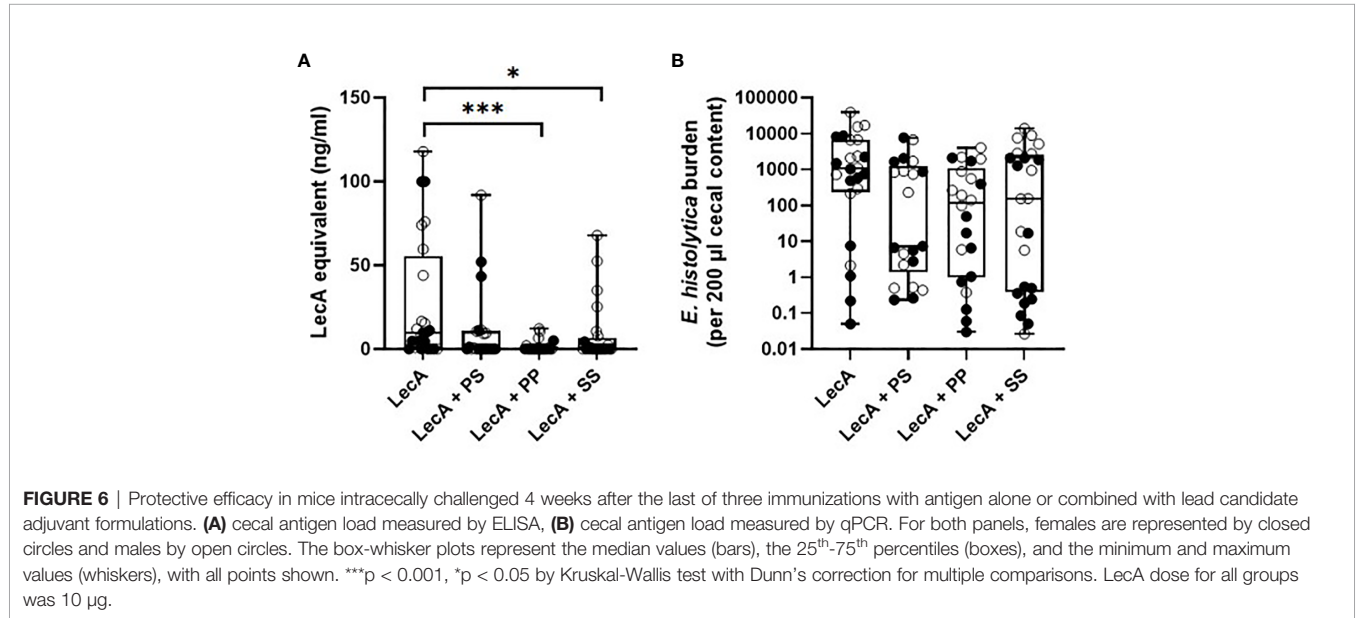 A
B
*
***
LecA equivalent (ng/ml)
150
100
50
0
LecA
LecA + PS
LecA + PP
LecA + SS
E. histolytica burden
(per 200 µl cecal content)
100000
10000
1000
100
10
1
0.1
0.01
LecA
LecA + PS
LecA + PP
LecA + SS
FIGURE 6 | Protective efficacy in mice intracecally challenged 4 weeks after the last of three immunizations with antigen alone or combined with lead candidate
adjuvant formulations. (A) cecal antigen load measured by ELISA, (B) cecal antigen load measured by qPCR. For both panels, females are represented by closed
circles and males by open circles. The box-whisker plots represent the median values (bars), the 25th-75th percentiles (boxes), and the minimum and maximum
values (whiskers), with all points shown. ***p < 0.001, *p < 0.05 by Kruskal-Wallis test with Dunn's correction for multiple comparisons. LecA dose for all groups
was 10 µg.